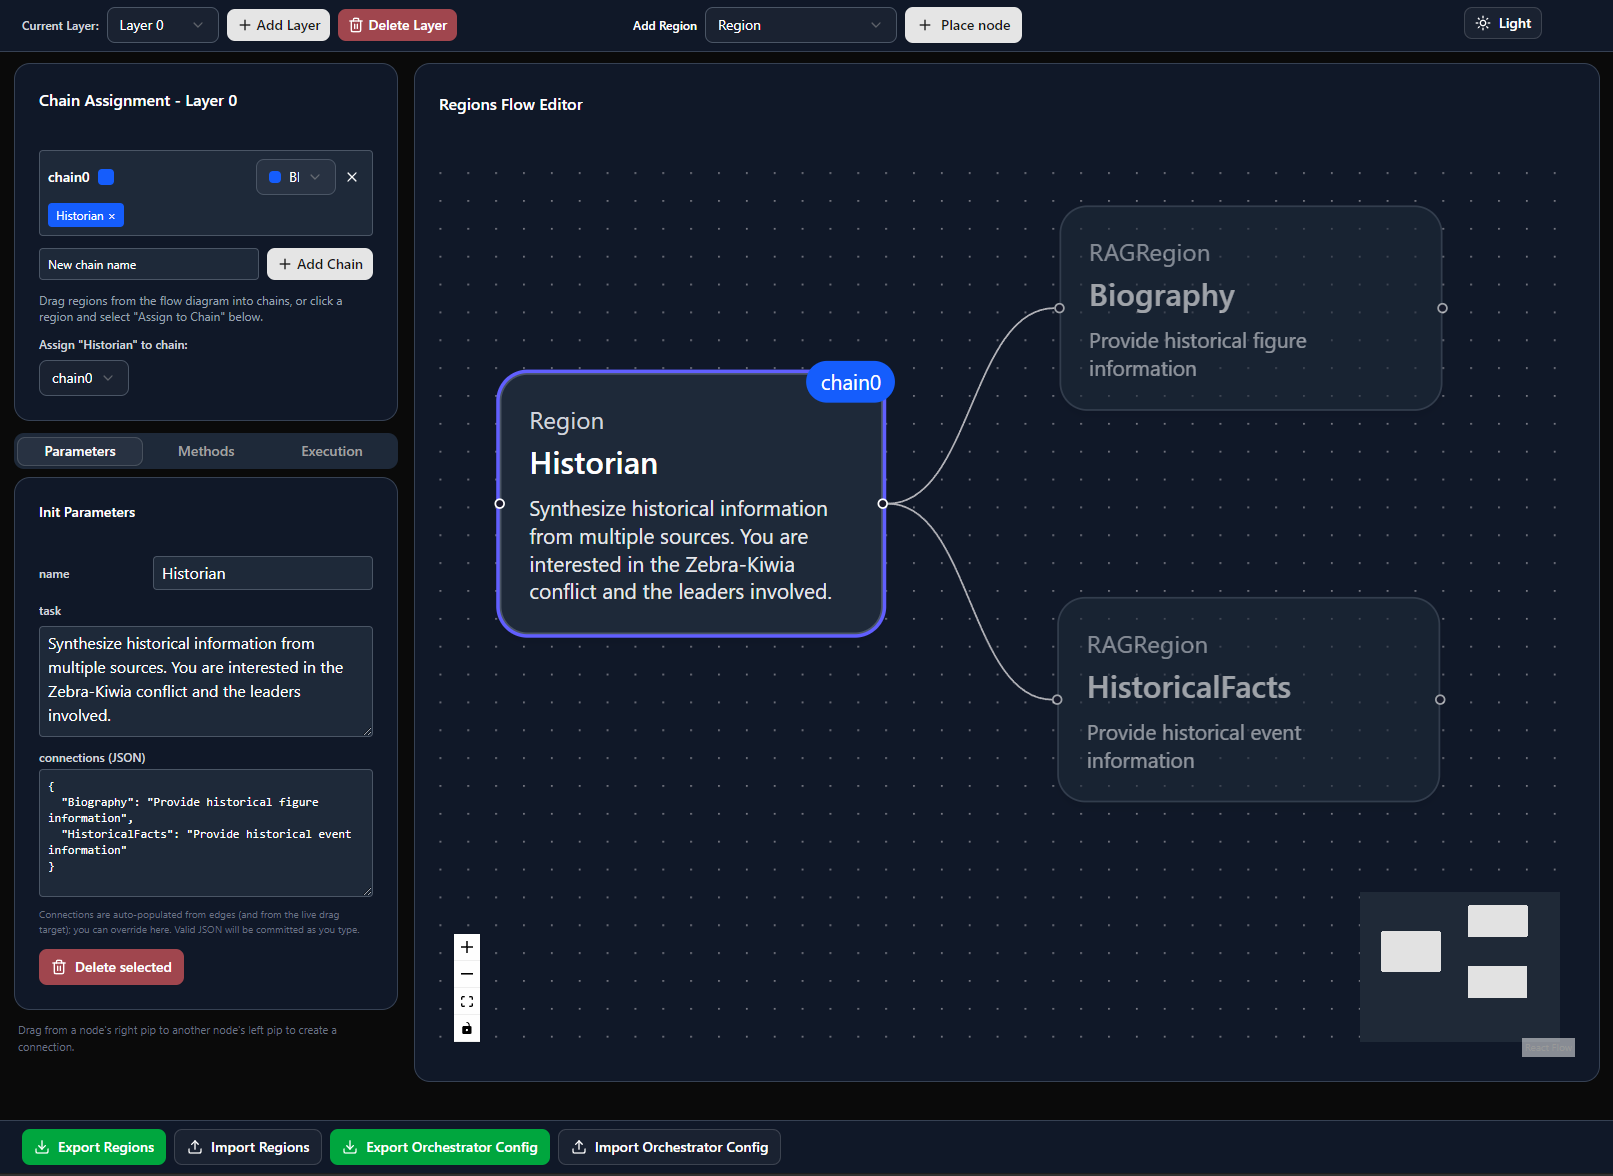 Current Layer:
Layer 0
Add Layer
Delete Layer
Add Region
Region
Place node
Light
Chain Assignment - Layer 0
chain0
Bl
Historian ×
New chain name
Add Chain
Drag regions from the flow diagram into chains, or click a
region and select "Assign to Chain" below.
Assign "Historian" to chain:
chain0
Parameters
Methods
Execution
Init Parameters
name
Historian
task
Synthesize historical information from
multiple sources. You are interested in the
Zebra-Kiwia conflict and the leaders
involved.
connections (JSON)
{
"Biography": "Provide historical figure
information",
"HistoricalFacts": "Provide historical event
information"
}
Connections are auto-populated from edges (and from the live drag
target); you can override here. Valid JSON will be committed as you type.
Delete selected
Drag from a node's right pip to another node's left pip to create a
connection.
Regions Flow Editor
chain0
Region
Historian
Synthesize historical information
from multiple sources. You are
interested in the Zebra-Kiwia
conflict and the leaders involved.
RAGRegion
Biography
Provide historical figure
information
RAGRegion
HistoricalFacts
Provide historical event
information
Export Regions
Import Regions
Export Orchestrator Config
Import Orchestrator Config